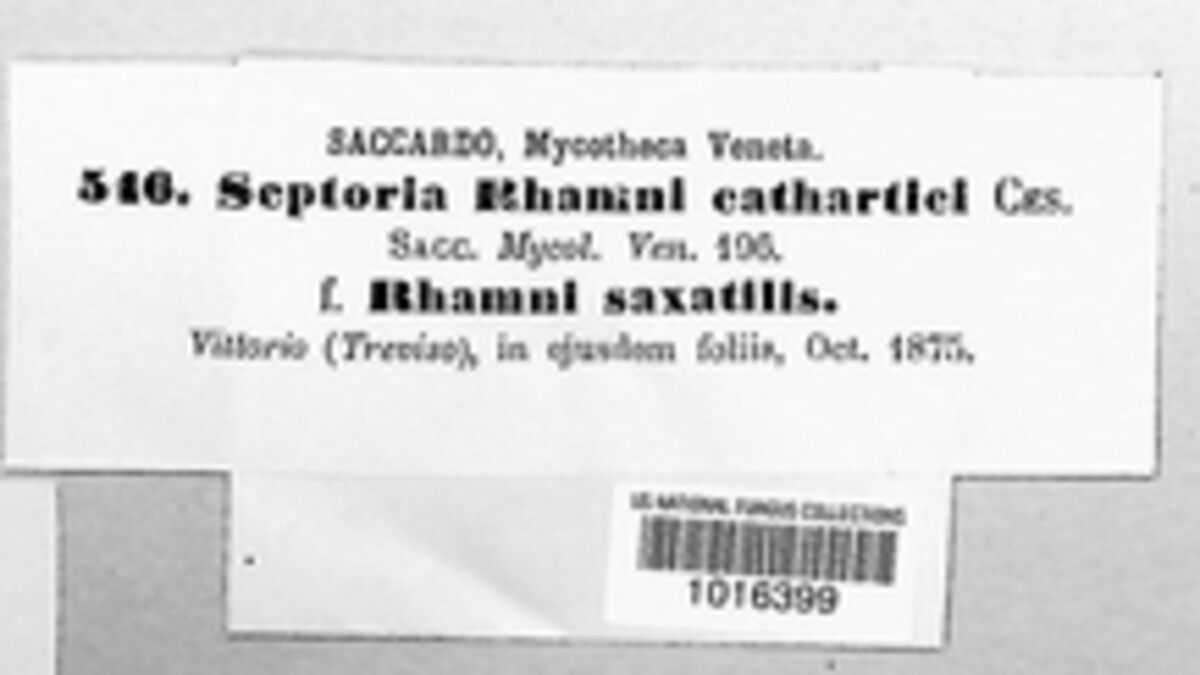 SACCARDO, Mycotheca Veneta.
546. Septoria Rhamni cathartici Ces.
Sacc. Mycol. Ven. 196.
f. Rhamni saxatilis.
Vittorio (Treviso), in ejusdem foliis, Oct. 1875.
US NATIONAL FUNGUS COLLECTIONS
1016399